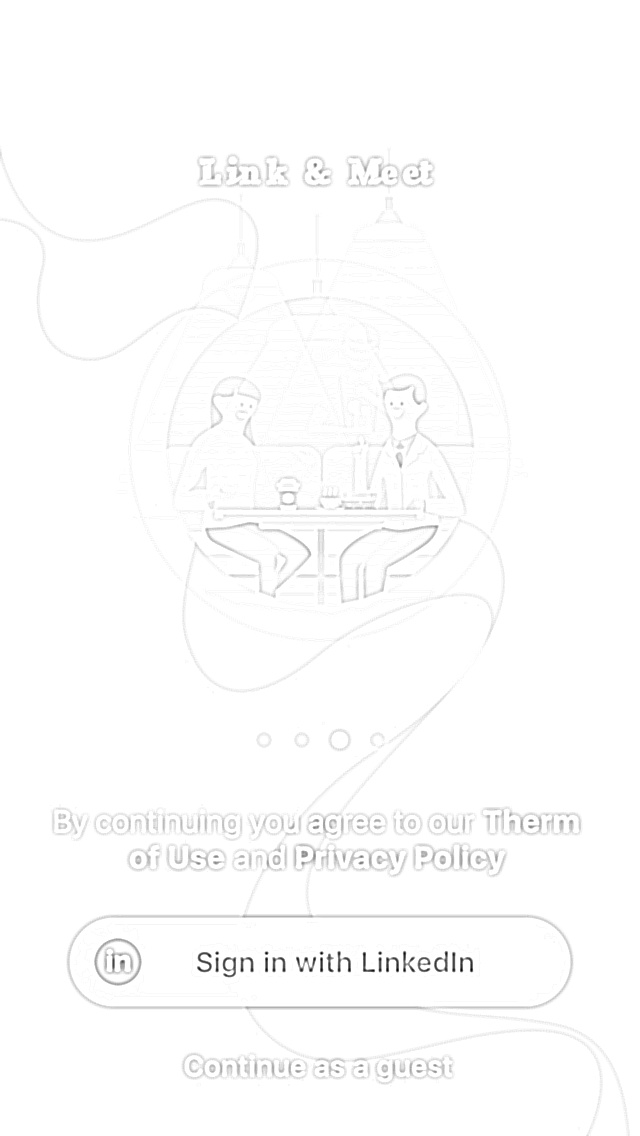 Link & Meet
By continuing you agree to our Therm
of Use and Privacy Policy
in
Sign in with LinkedIn
Continue as a guest